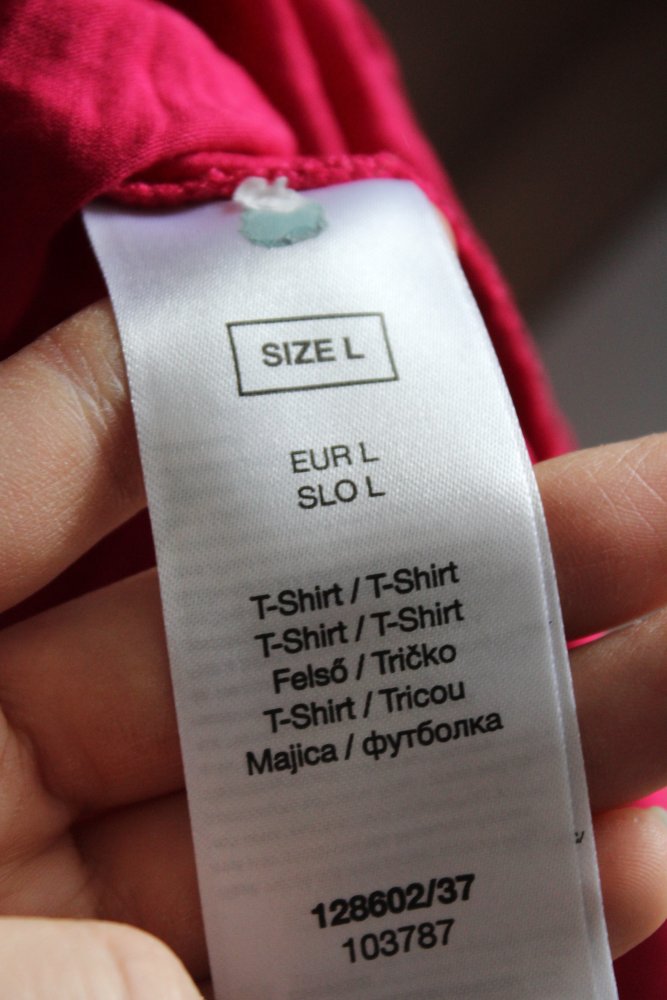 SIZE L
EUR L
SLO L
T-Shirt / T-Shirt
T-Shirt / T-Shirt
Felső / Tričko
T-Shirt / Tricou
Majica / футболка
128602/37
103787